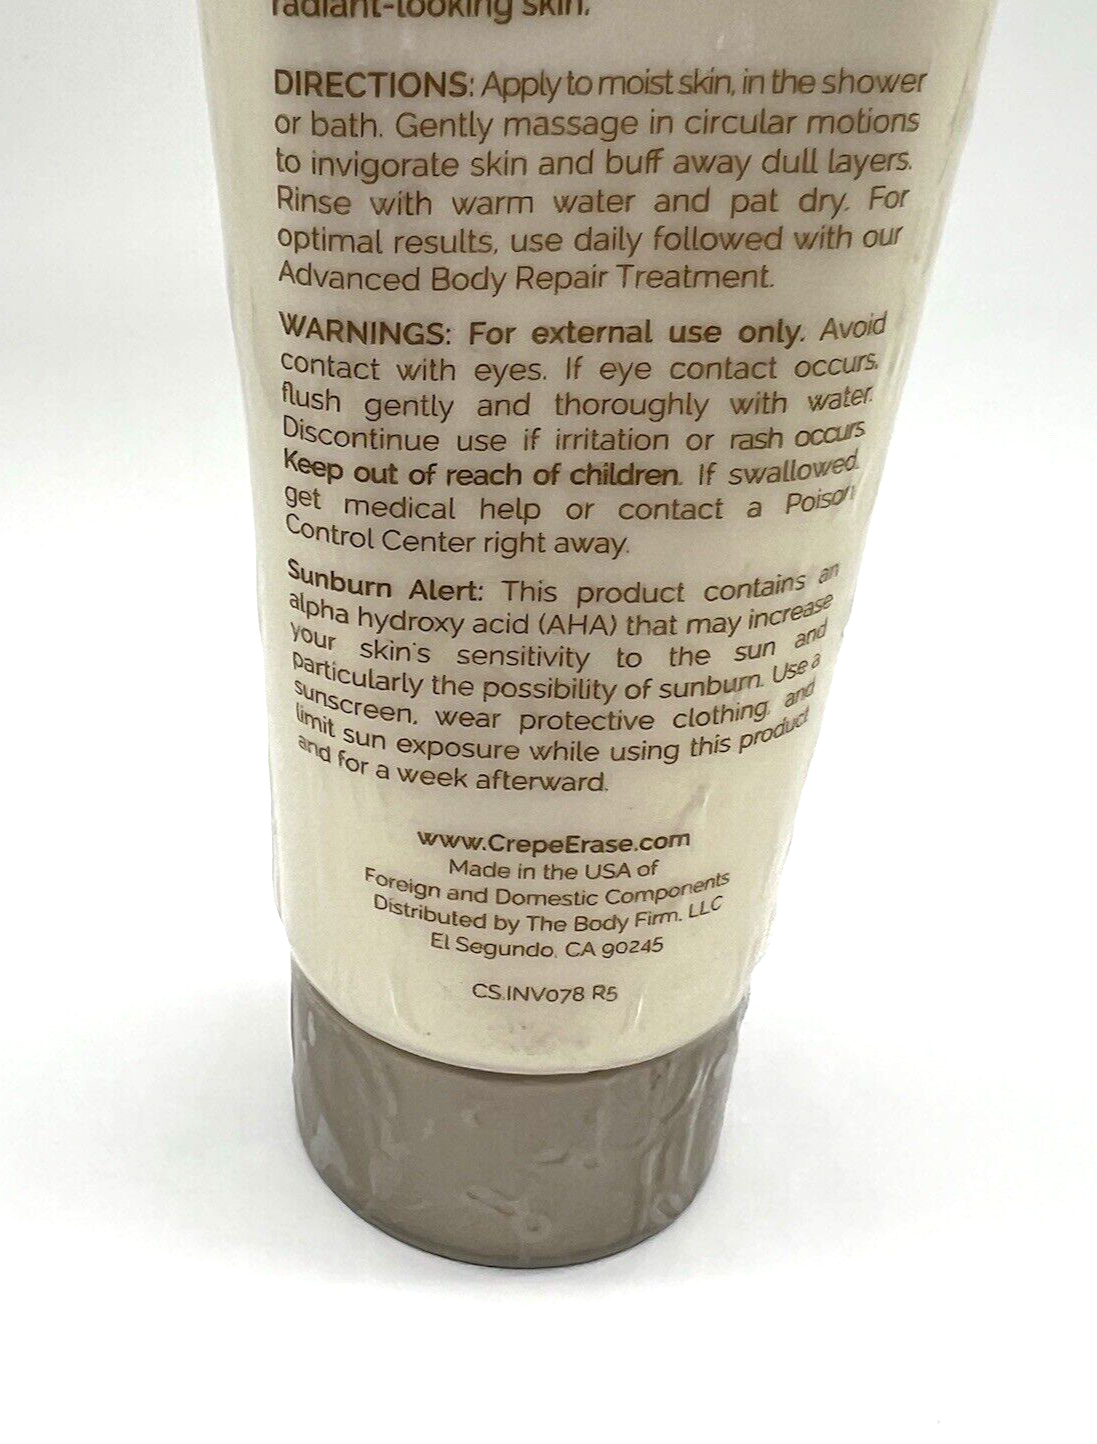 radiant-looking skin.
DIRECTIONS: Apply to moist skin, in the shower
or bath. Gently massage in circular motions
to invigorate skin and buff away dull layers.
Rinse with warm water and pat dry. For
optimal results, use daily followed with our
Advanced Body Repair Treatment.
WARNINGS: For external use only. Avoid
contact with eyes. If eye contact occurs,
flush gently and thoroughly with water.
Discontinue use if irritation or rash occurs
Keep out of reach of children. If swallowed
get medical help or contact a Poison
Control Center right away.
Sunburn Alert: This product contains an
alpha hydroxy acid (AHA) that may increase
your skin's sensitivity to the sun and
particularly the possibility of sunburn. Use a
sunscreen, wear protective clothing, and
limit sun exposure while using this product
and for a week afterward.
www.CrepeErase.com
Made in the USA of
Foreign and Domestic Components
Distributed by The Body Firm, LLC
El Segundo, CA 90245
CS.INV078 R5